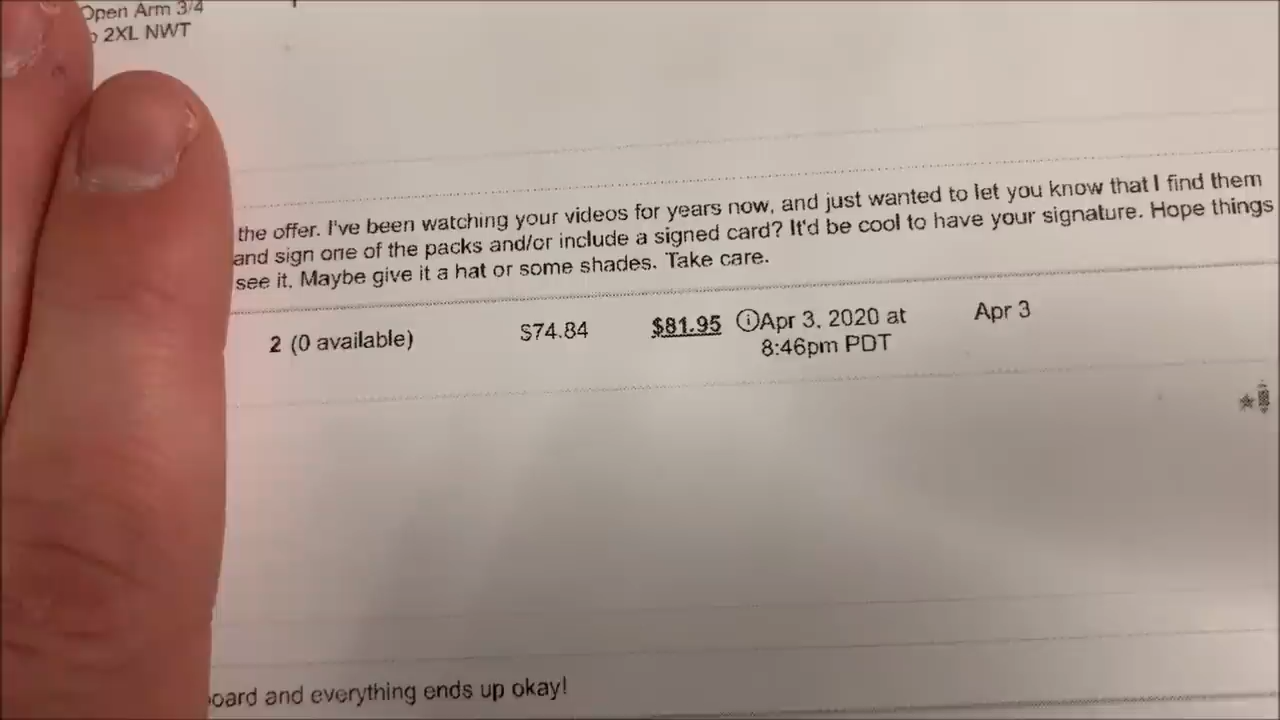 Open Arm 3/4
2XL NWT
the offer. I've been watching your videos for years now, and just wanted to let you know that I find them
and sign one of the packs and/or include a signed card? It'd be cool to have your signature. Hope things
see it. Maybe give it a hat or some shades. Take care.
2 (0 available) $74.84 $81.95 ⓘApr 3, 2020 at Apr 3
8:46pm PDT
oard and everything ends up okay!